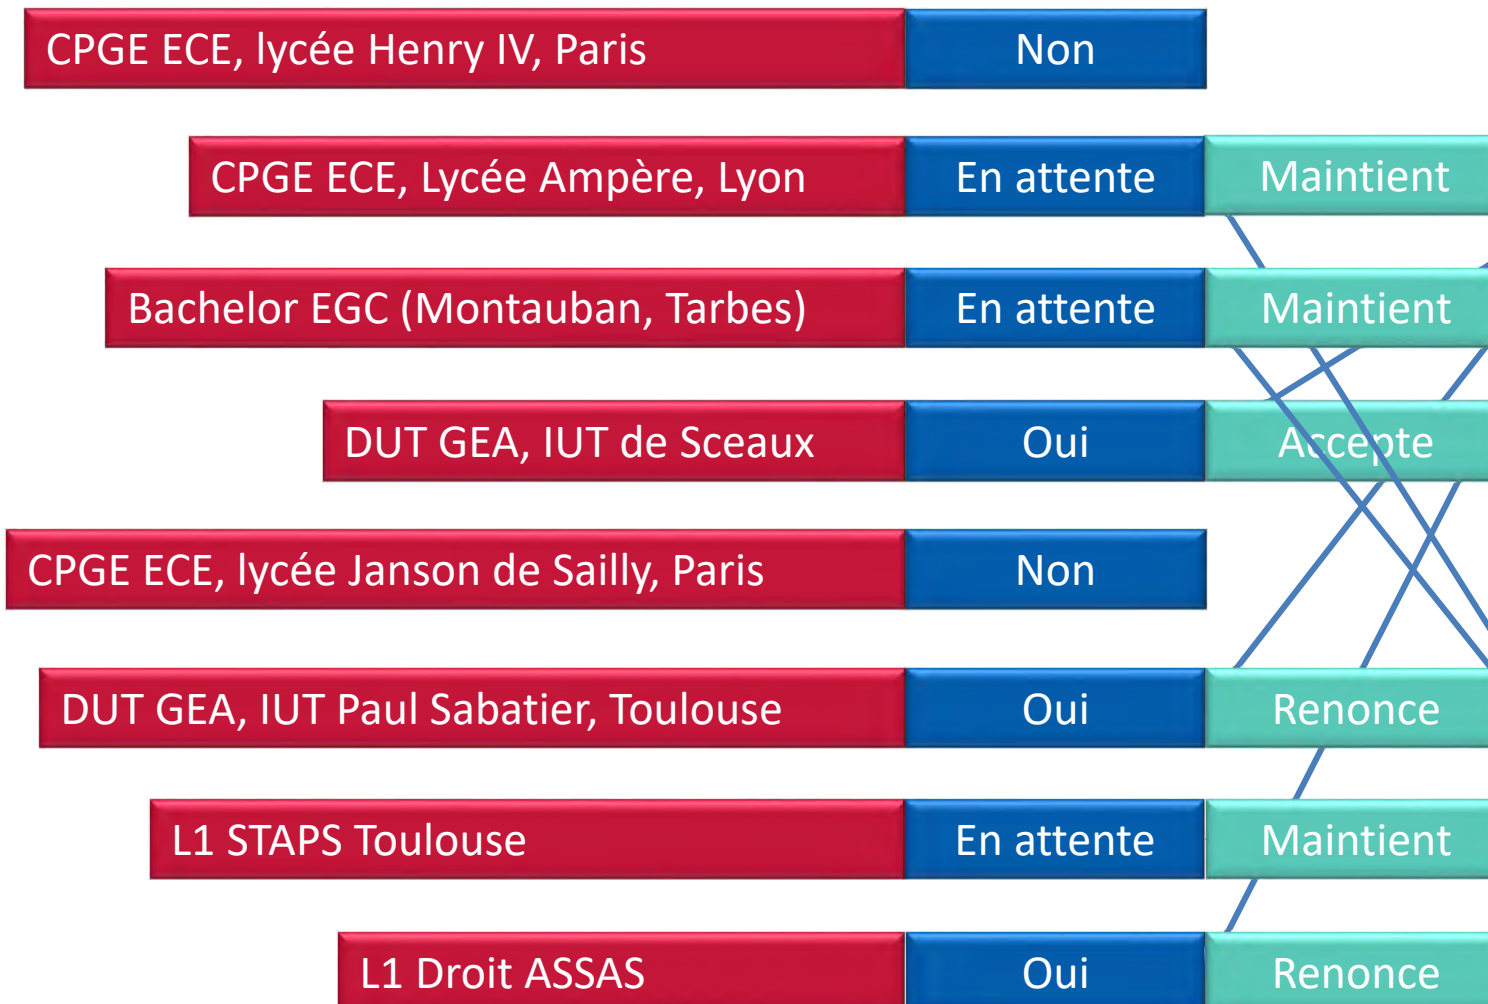 CPGE ECE, lycée Henry IV, Paris Non
CPGE ECE, Lycée Ampère, Lyon En attente Maintient
Bachelor EGC (Montauban, Tarbes) En attente Maintient
DUT GEA, IUT de Sceaux Oui Accepte
CPGE ECE, lycée Janson de Sailly, Paris Non
DUT GEA, IUT Paul Sabatier, Toulouse Oui Renonce
L1 STAPS Toulouse En attente Maintient
L1 Droit ASSAS Oui Renonce